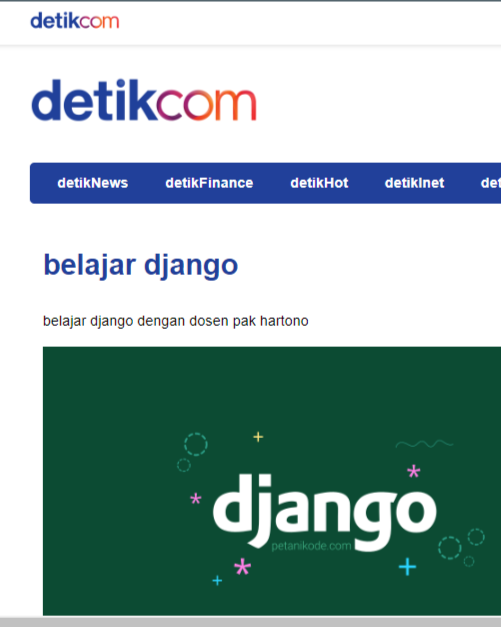 detikcom
detikcom
detikNews detikFinance detikHot detikInet det
belajar django
belajar django dengan dosen pak hartono
django
petanikode.com